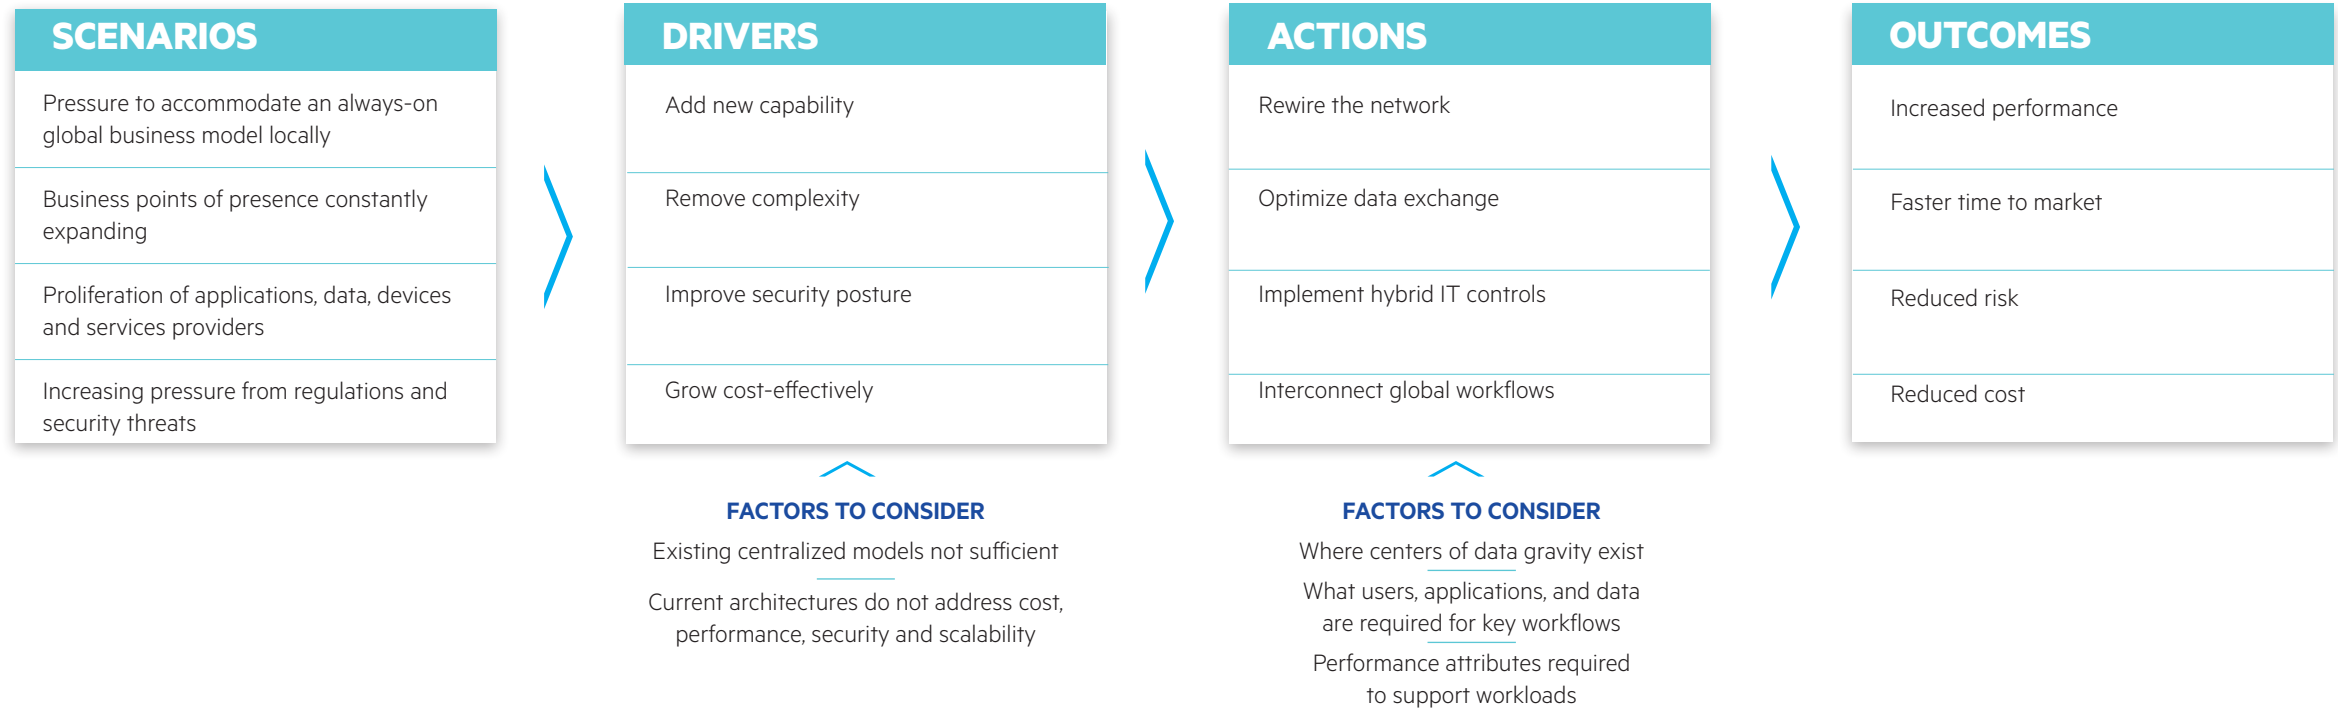 SCENARIOS
Pressure to accommodate an always-on
global business model locally
Business points of presence constantly
expanding
Proliferation of applications, data, devices
and services providers
Increasing pressure from regulations and
security threats
DRIVERS
Add new capability
Remove complexity
Improve security posture
Grow cost-effectively
FACTORS TO CONSIDER
Existing centralized models not sufficient
Current architectures do not address cost,
performance, security and scalability
ACTIONS
Rewire the network
Optimize data exchange
Implement hybrid IT controls
Interconnect global workflows
FACTORS TO CONSIDER
Where centers of data gravity exist
What users, applications, and data
are required for key workflows
Performance attributes required
to support workloads
OUTCOMES
Increased performance
Faster time to market
Reduced risk
Reduced cost